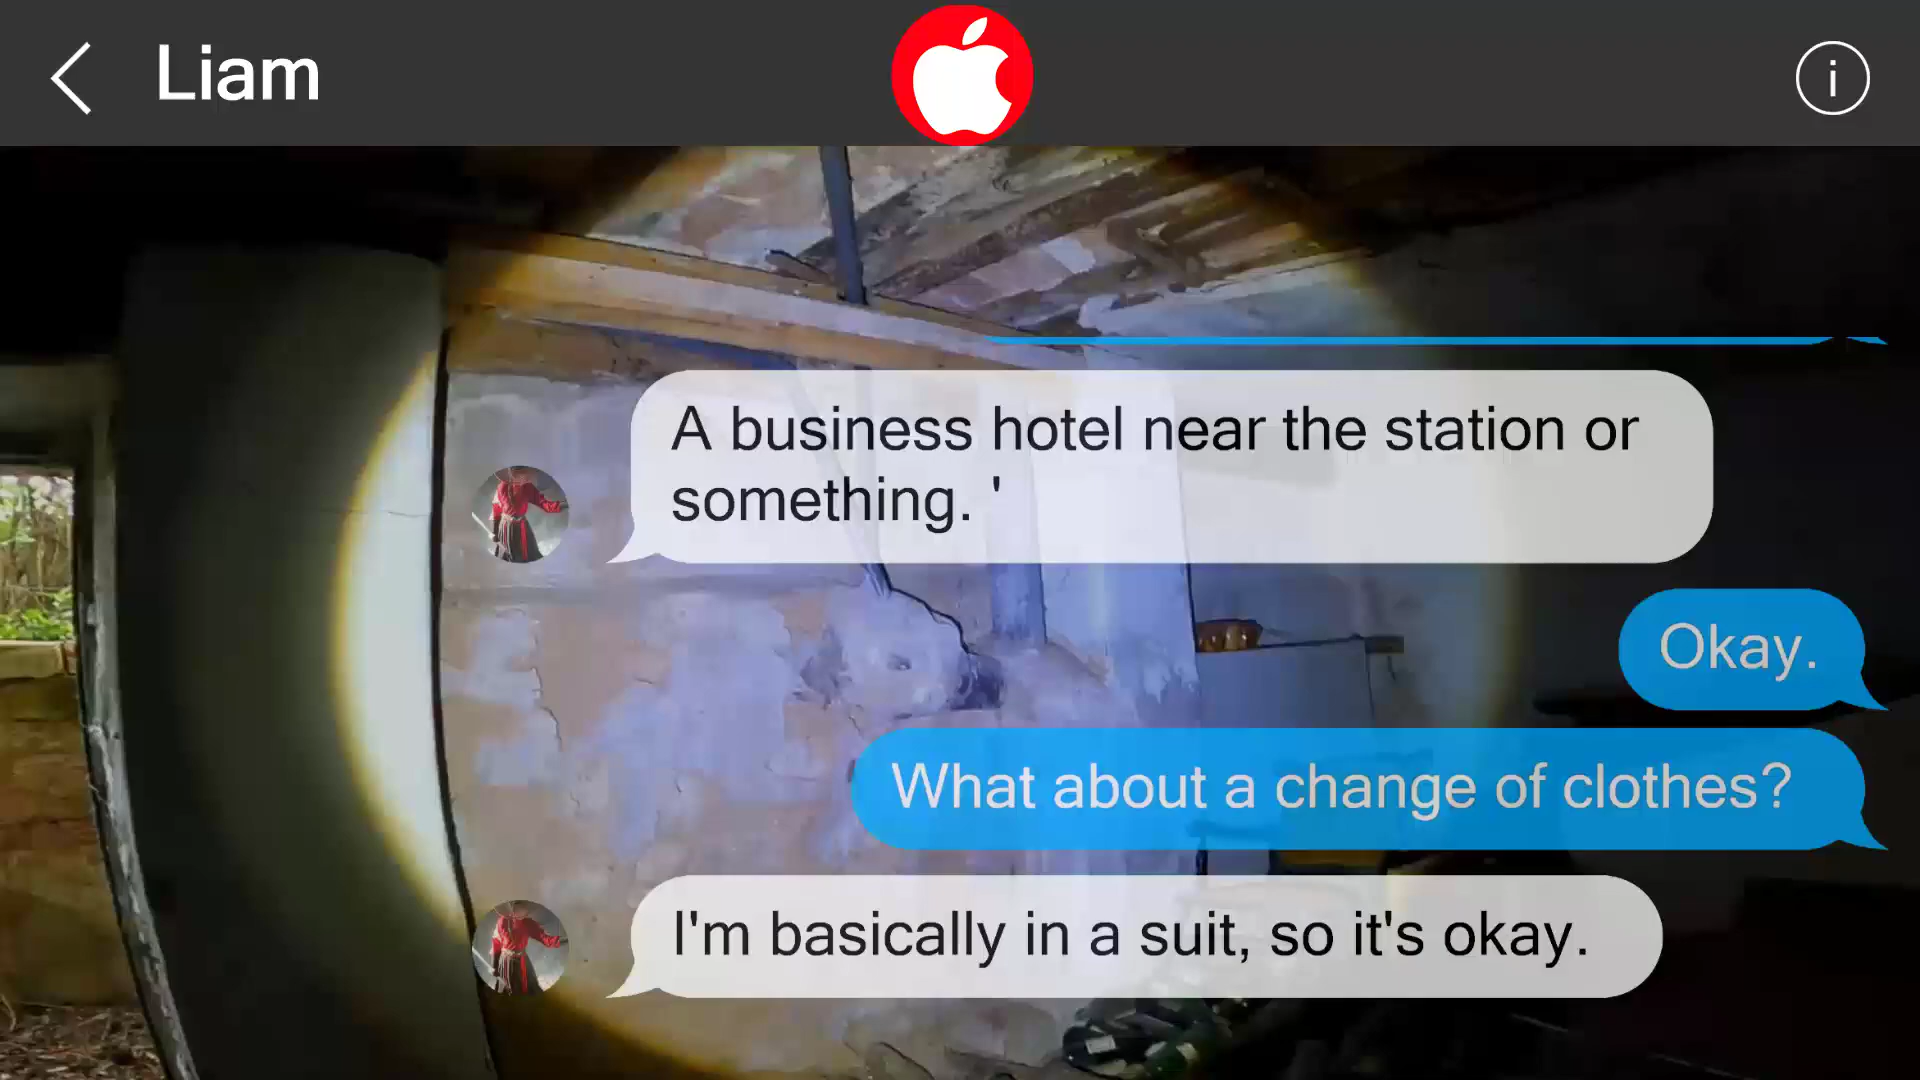 Liam
i
A business hotel near the station or
something. '
Okay.
What about a change of clothes?
I'm basically in a suit, so it's okay.